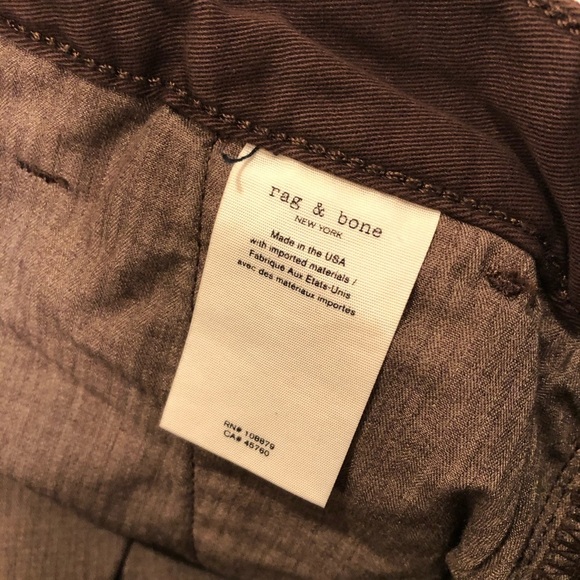 rag & bone
NEW YORK
Made in the USA
with imported materials /
Fabriqué Aux Etats-Unis
avec des matériaux importes
RN# 108879
CA# 45760